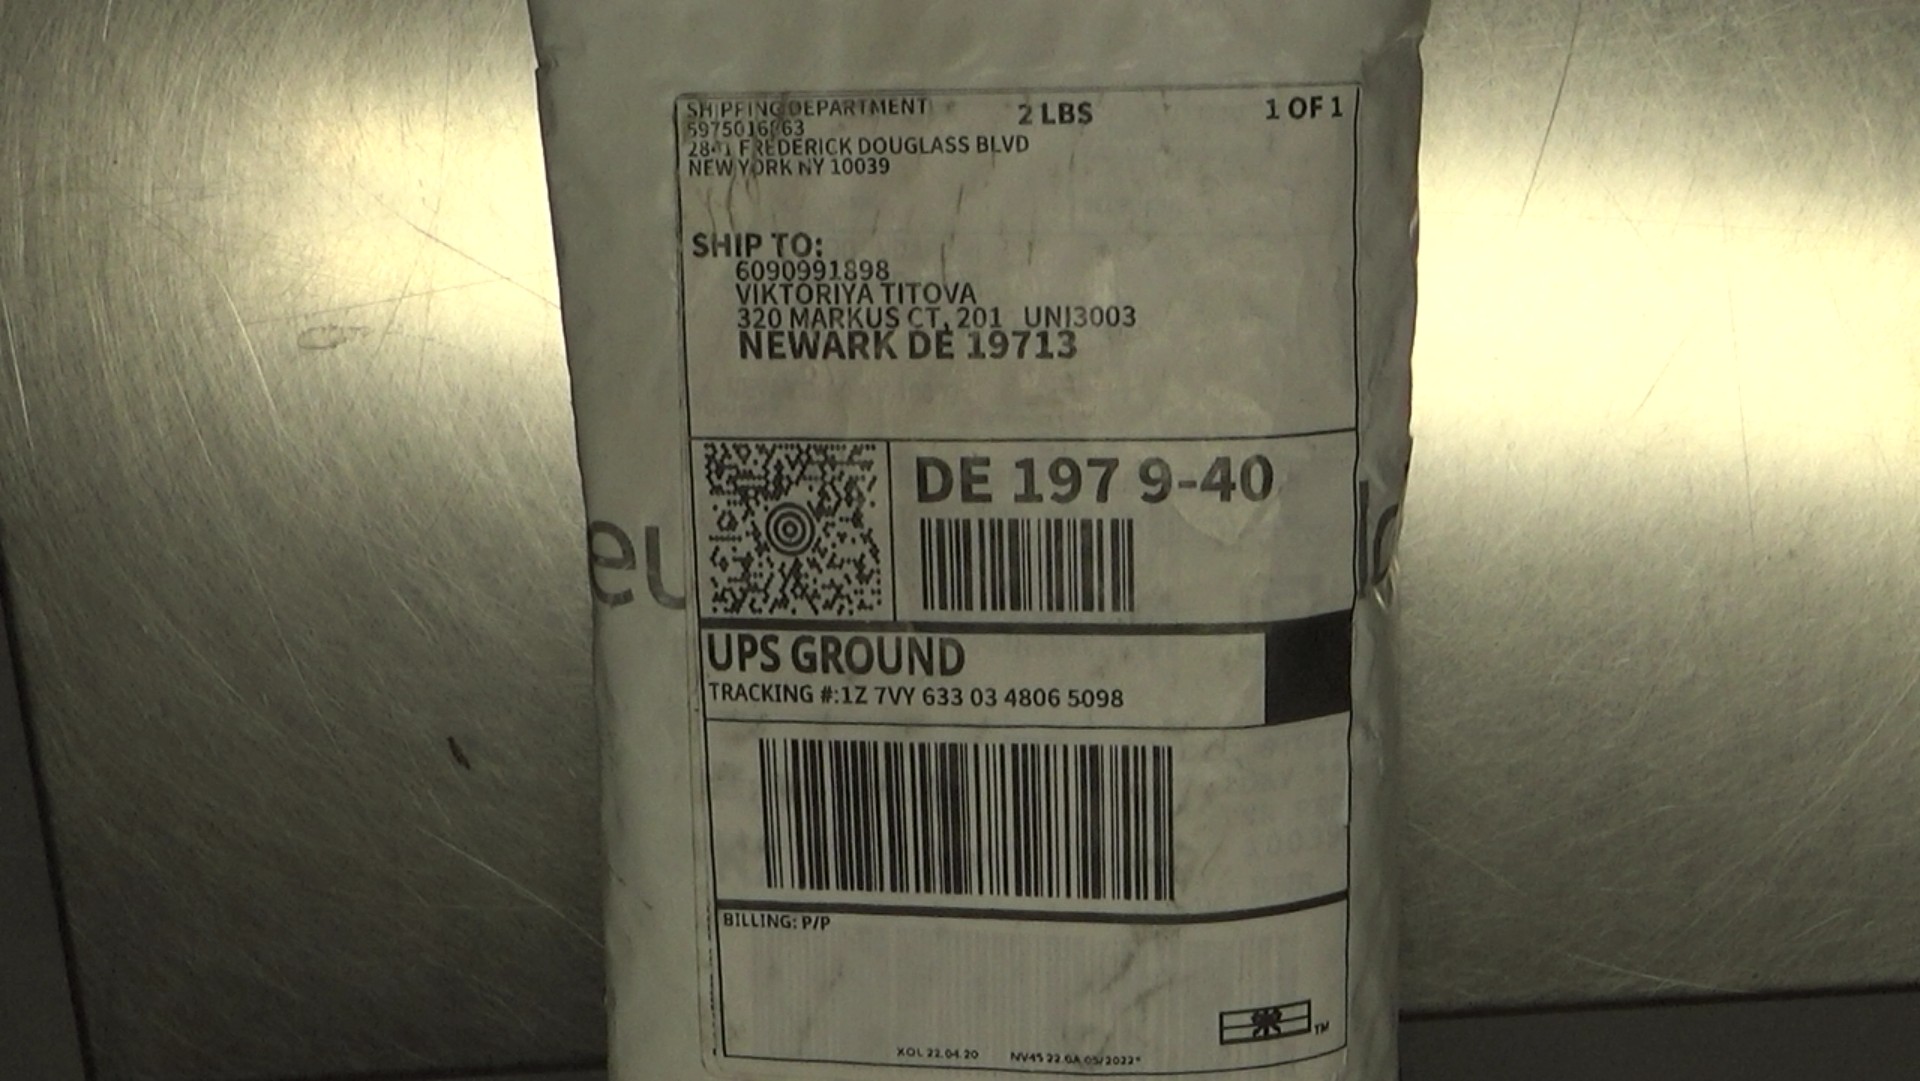 SHIPPING DEPARTMENT 2 LBS 1 OF 1
FREDERICK DOUGLASS BLVD
NEW YORK NY 10039
SHIP TO:
6090991898
VIKTORIYA TITOVA
320 MARKUS CT, 201 UNI3003
NEWARK DE 19713
DE 197 9-40
eu
UPS GROUND
TRACKING #:1Z 7VY 633 03 4806 5098
BILLING: P/P
XOL 22.04.20 NV45 22.0A 05/2022*
TM